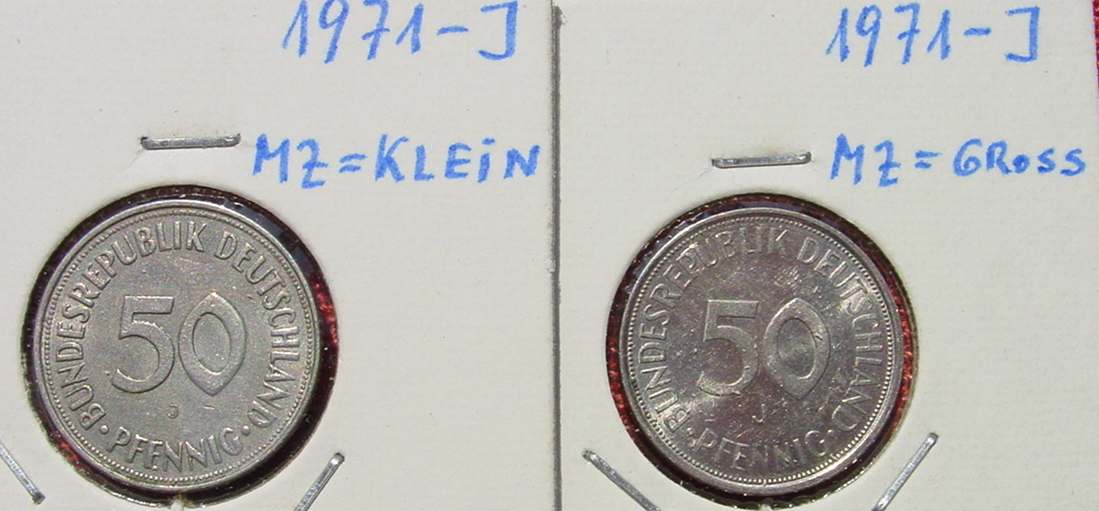 1971-J
MZ=KLEiN
BUNDESREPUBLIK DEUTSCHLAND
50
J
· PFENNIG ·
1971-J
MZ=GROSS
BUNDESREPUBLIK DEUTSCHLAND
50
J
· PFENNIG ·